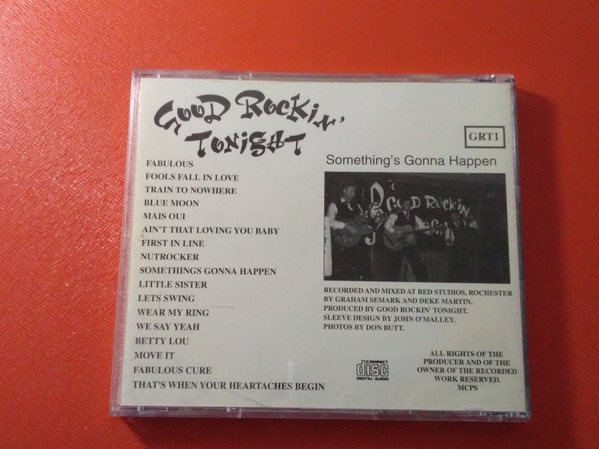 GOOD ROCKIN'
TONIGHT
GRT1
Something's Gonna Happen
FABULOUS
FOOLS FALL IN LOVE
TRAIN TO NOWHERE
BLUE MOON
MAIS OUI
AIN'T THAT LOVING YOU BABY
FIRST IN LINE
NUTROCKER
SOMETHINGS GONNA HAPPEN
LITTLE SISTER
LETS SWING
WEAR MY RING
WE SAY YEAH
BETTY LOU
MOVE IT
FABULOUS CURE
THAT'S WHEN YOUR HEARTACHES BEGIN
GOOD ROCKIN
RECORDED AND MIXED AT RED STUDIOS, ROCHESTER
BY GRAHAM SEMARK AND DEKE MARTIN.
PRODUCED BY GOOD ROCKIN' TONIGHT.
SLEEVE DESIGN BY JOHN O'MALLEY.
PHOTOS BY DON BUTT.
COMPACT
disc
DIGITAL AUDIO
ALL RIGHTS OF THE
PRODUCER AND OF THE
OWNER OF THE RECORDED
WORK RESERVED.
MCPS